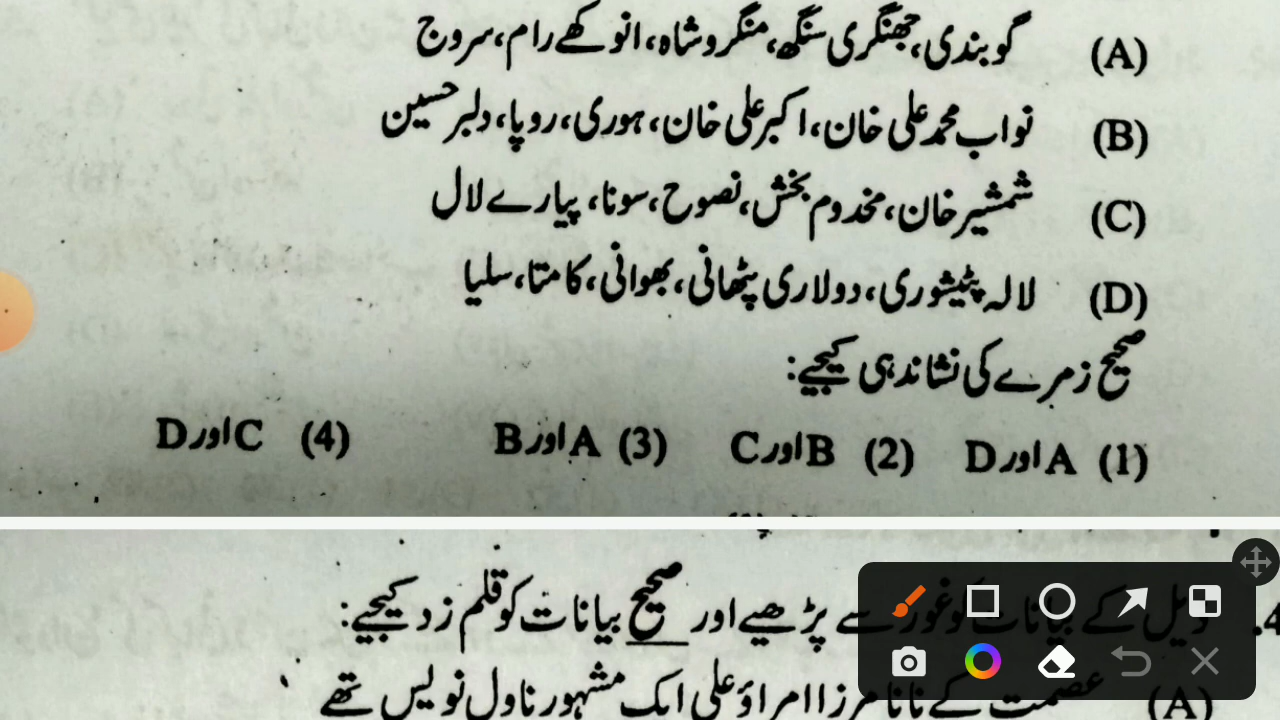 (A) گوبندی، جھنگری سنگھ، منگروشاہ، انوکھے رام، سروج
(B) نواب محمد علی خان، اکبر علی خان، ہوری، روپا، دلبر حسین
(C) شمشیر خان، مخدوم بخش، نصوح، سونا، پیارے لال
(D) لالہ پٹیشوری، دولاری پٹھانی، بھوانی، کامتا، سلیا
صحیح زمرے کی نشاندہی کیجیے:
(1) A اور D (2) B اور C (3) A اور B (4) C اور D
4. ذیل کے بیانات کو غور سے پڑھیے اور صحیح بیانات کو قلم زد کیجیے:
(A) عصمت کے نانا مرزا امراؤ علی ایک مشہور ناول نویس تھے